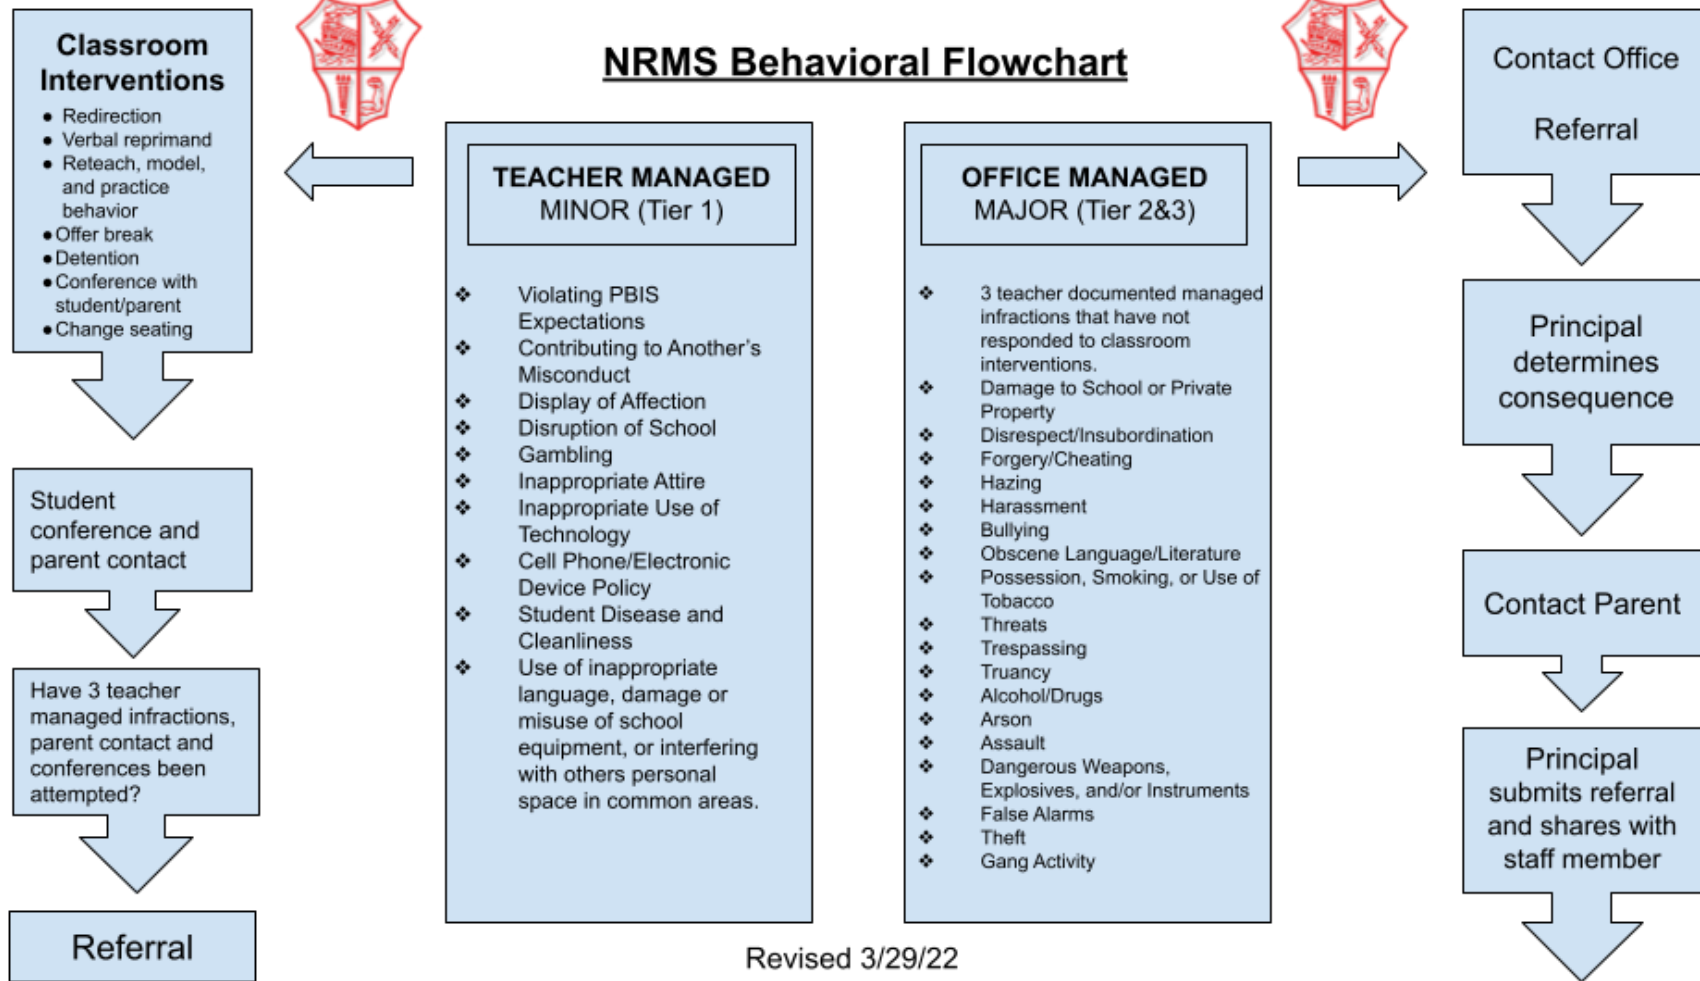 NRMS Behavioral Flowchart
Classroom
Interventions
● Redirection
● Verbal reprimand
● Reteach, model,
and practice
behavior
● Offer break
● Detention
● Conference with
student/parent
● Change seating
Student
conference and
parent contact
Have 3 teacher
managed infractions,
parent contact and
conferences been
attempted?
Referral
TEACHER MANAGED
MINOR (Tier 1)
❖ Violating PBIS
Expectations
❖ Contributing to Another’s
Misconduct
❖ Display of Affection
❖ Disruption of School
❖ Gambling
❖ Inappropriate Attire
❖ Inappropriate Use of
Technology
❖ Cell Phone/Electronic
Device Policy
❖ Student Disease and
Cleanliness
❖ Use of inappropriate
language, damage or
misuse of school
equipment, or interfering
with others personal
space in common areas.
OFFICE MANAGED
MAJOR (Tier 2&3)
❖ 3 teacher documented managed
infractions that have not
responded to classroom
interventions.
❖ Damage to School or Private
Property
❖ Disrespect/Insubordination
❖ Forgery/Cheating
❖ Hazing
❖ Harassment
❖ Bullying
❖ Obscene Language/Literature
❖ Possession, Smoking, or Use of
Tobacco
❖ Threats
❖ Trespassing
❖ Truancy
❖ Alcohol/Drugs
❖ Arson
❖ Assault
❖ Dangerous Weapons,
Explosives, and/or Instruments
❖ False Alarms
❖ Theft
❖ Gang Activity
Contact Office
Referral
Principal
determines
consequence
Contact Parent
Principal
submits referral
and shares with
staff member
Revised 3/29/22